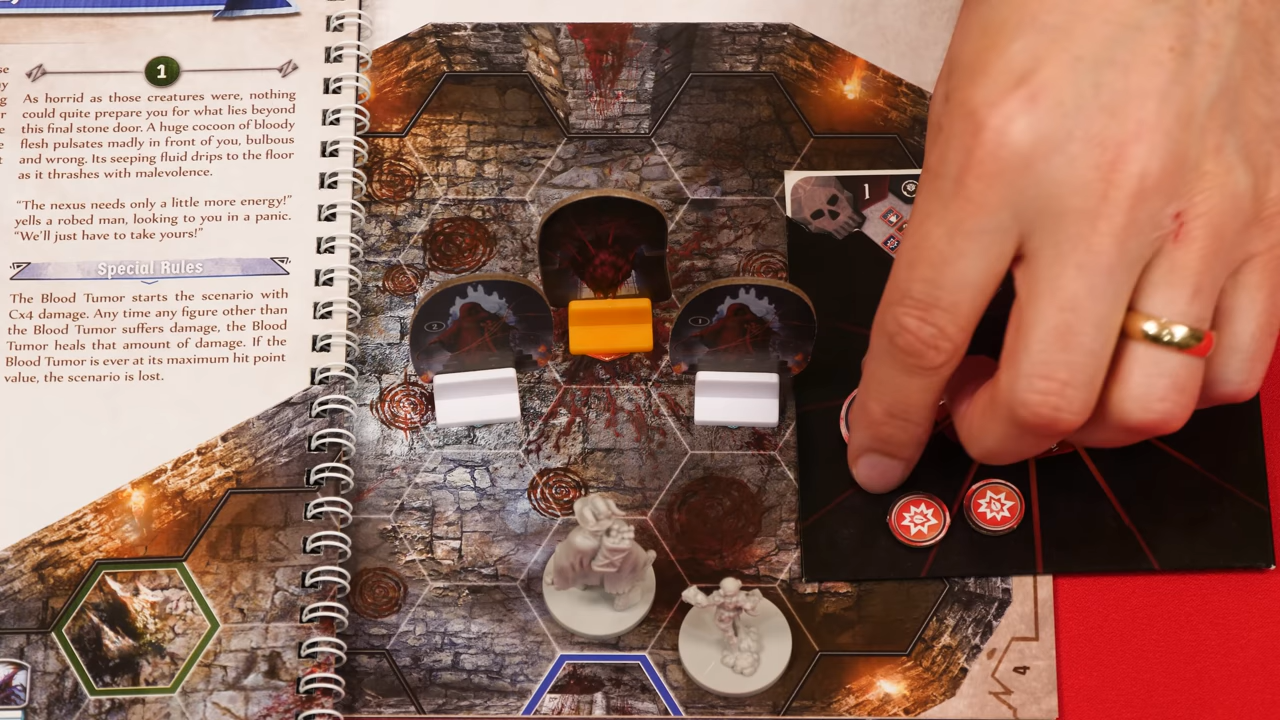 1
As horrid as those creatures were, nothing
could quite prepare you for what lies beyond
this final stone door. A huge cocoon of bloody
flesh pulsates madly in front of you, bulbous
and wrong. Its seeping fluid drips to the floor
as it thrashes with malevolence.
“The nexus needs only a little more energy!”
yells a robed man, looking to you in a panic.
“We’ll just have to take yours!”
Special Rules
The Blood Tumor starts the scenario with
Cx4 damage. Any time any figure other than
the Blood Tumor suffers damage, the Blood
Tumor heals that amount of damage. If the
Blood Tumor is ever at its maximum hit point
value, the scenario is lost.
1
2
1
4